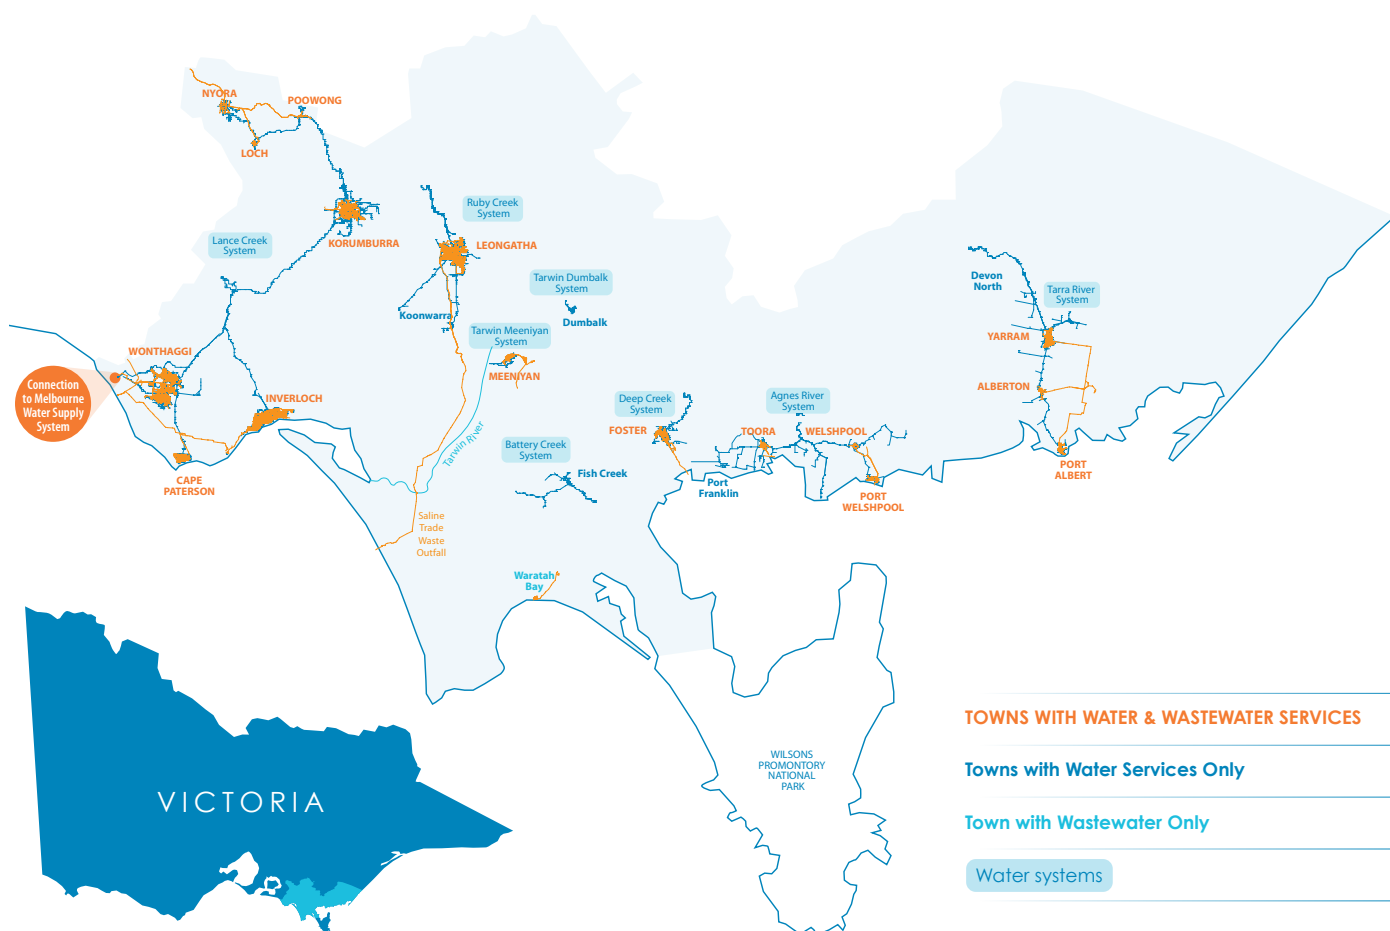 NYORA
POOWONG
LOCH
Ruby Creek
System
KORUMBURRA
LEONGATHA
Lance Creek
System
Tarwin Dumbalk
System
Devon
North
Tarra River
System
Koonwarra
Dumbalk
Tarwin Meeniyan
System
YARRAM
WONTHAGGI
MEENIYAN
Connection
to Melbourne
Water Supply
System
ALBERTON
INVERLOCH
Deep Creek
System
Agnes River
System
FOSTER
TOORA
WELSHPOOL
Tarwin River
Battery Creek
System
Fish Creek
PORT
ALBERT
CAPE
PATERSON
Port
Franklin
PORT
WELSHPOOL
Saline
Trade
Waste
Outfall
Waratah
Bay
WILSONS
PROMONTORY
NATIONAL
PARK
VICTORIA
TOWNS WITH WATER & WASTEWATER SERVICES
Towns with Water Services Only
Town with Wastewater Only
Water systems